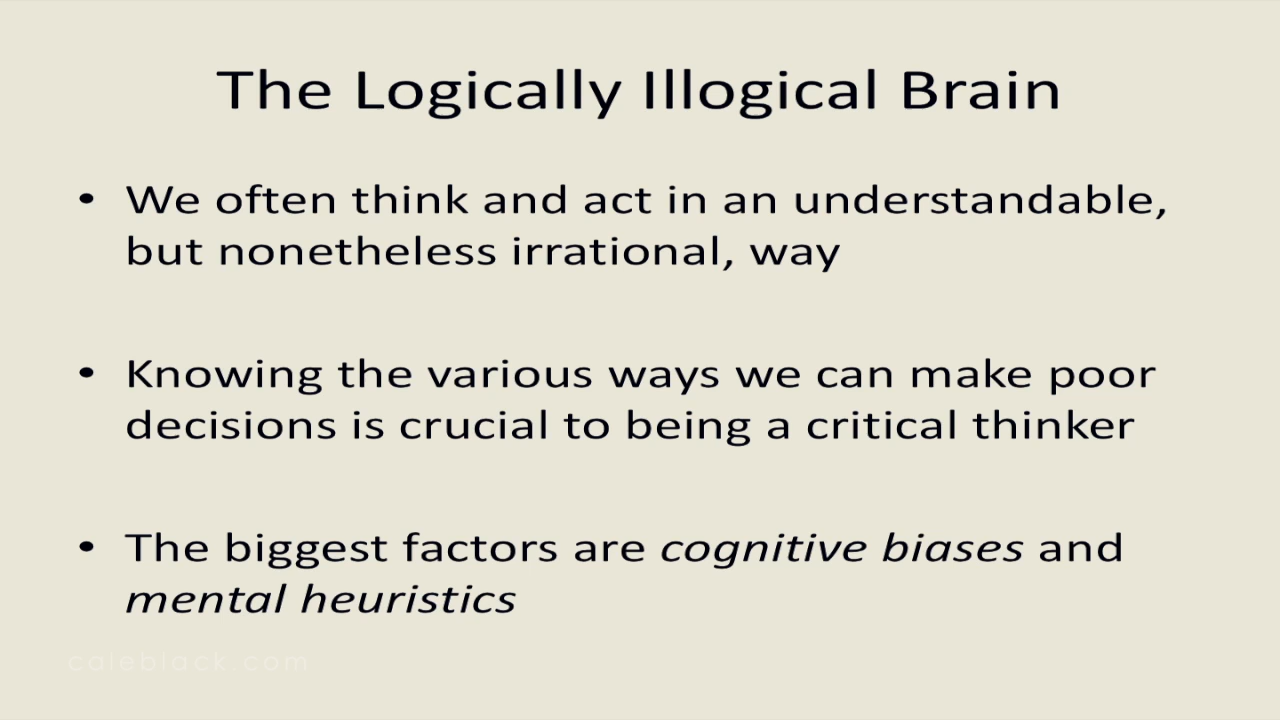 The Logically Illogical Brain
• We often think and act in an understandable,
but nonetheless irrational, way
• Knowing the various ways we can make poor
decisions is crucial to being a critical thinker
• The biggest factors are cognitive biases and
mental heuristics
caleblack.com